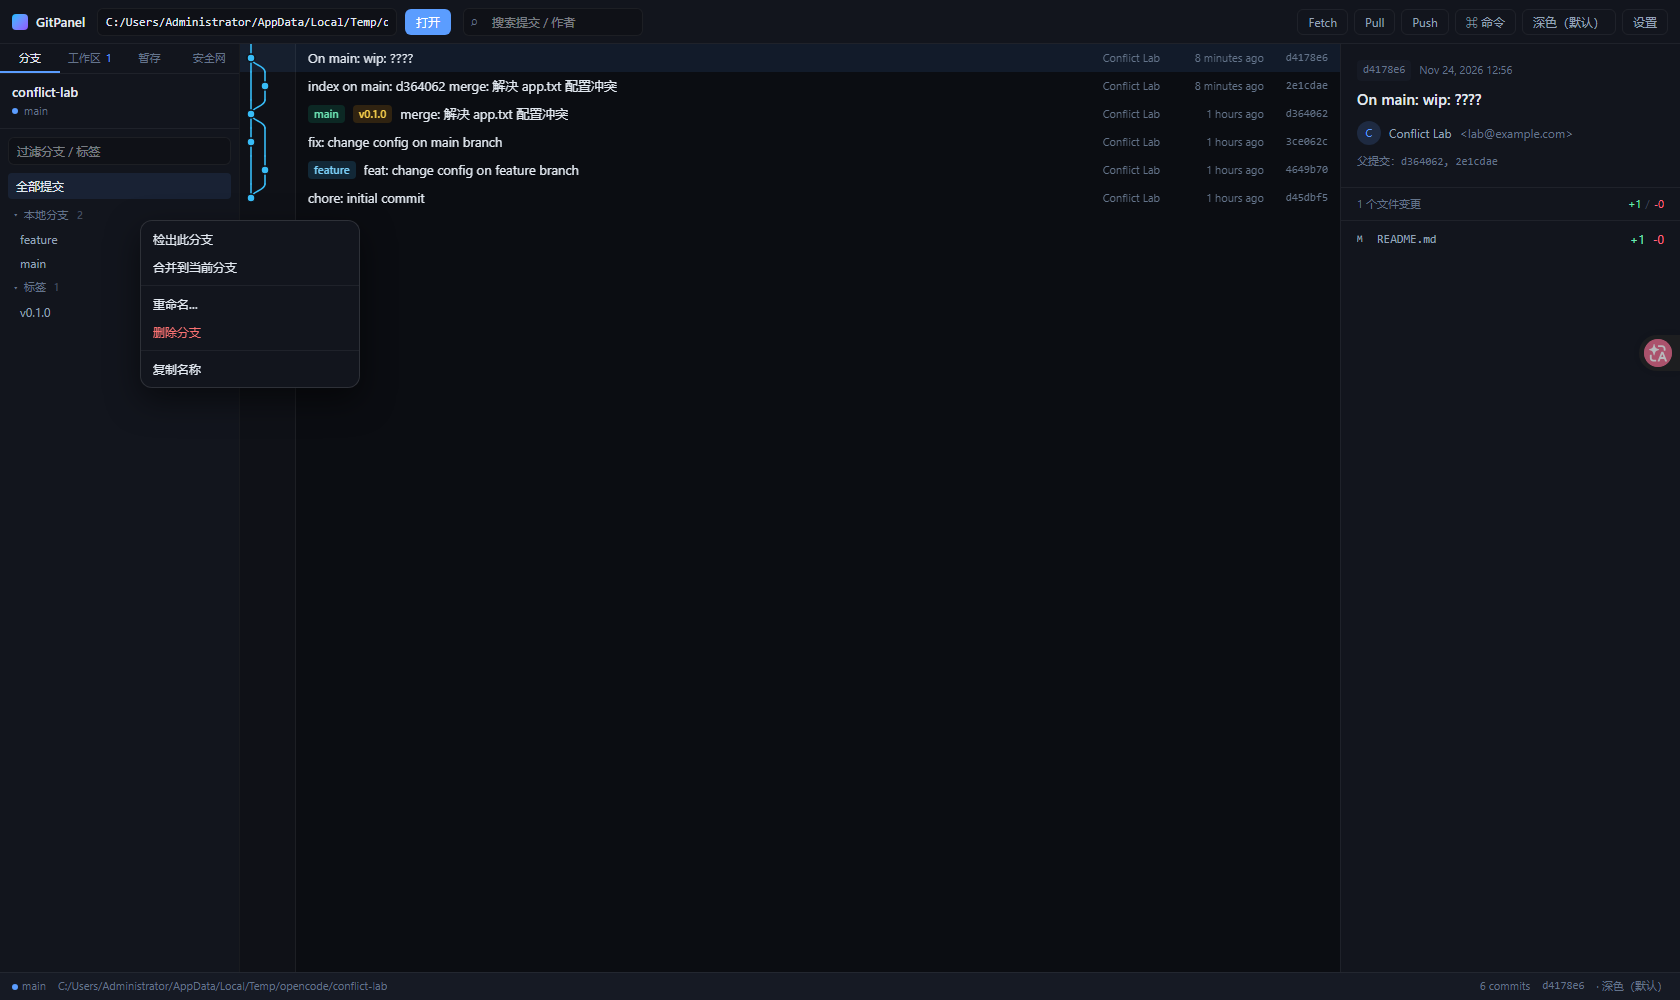 GitPanel C:/Users/Administrator/AppData/Local/Temp/c 打开 ⌕ 搜索提交 / 作者 Fetch Pull Push ⌘ 命令 深色（默认） 设置
分支 工作区 1 暂存 安全网
conflict-lab
main
过滤分支 / 标签
全部提交
本地分支 2
feature
main
标签 1
v0.1.0
检出此分支
合并到当前分支
重命名...
删除分支
复制名称
On main: wip: ???? Conflict Lab 8 minutes ago d4178e6
index on main: d364062 merge: 解决 app.txt 配置冲突 Conflict Lab 8 minutes ago 2e1cdae
main v0.1.0 merge: 解决 app.txt 配置冲突 Conflict Lab 1 hours ago d364062
fix: change config on main branch Conflict Lab 1 hours ago 3ce062c
feature feat: change config on feature branch Conflict Lab 1 hours ago 4649b70
chore: initial commit Conflict Lab 1 hours ago d45dbf5
d4178e6 Nov 24, 2026 12:56
On main: wip: ????
C Conflict Lab <lab@example.com>
父提交: d364062, 2e1cdae
1 个文件变更 +1 / -0
M README.md +1 -0
main C:/Users/Administrator/AppData/Local/Temp/opencode/conflict-lab 6 commits d4178e6 · 深色（默认）